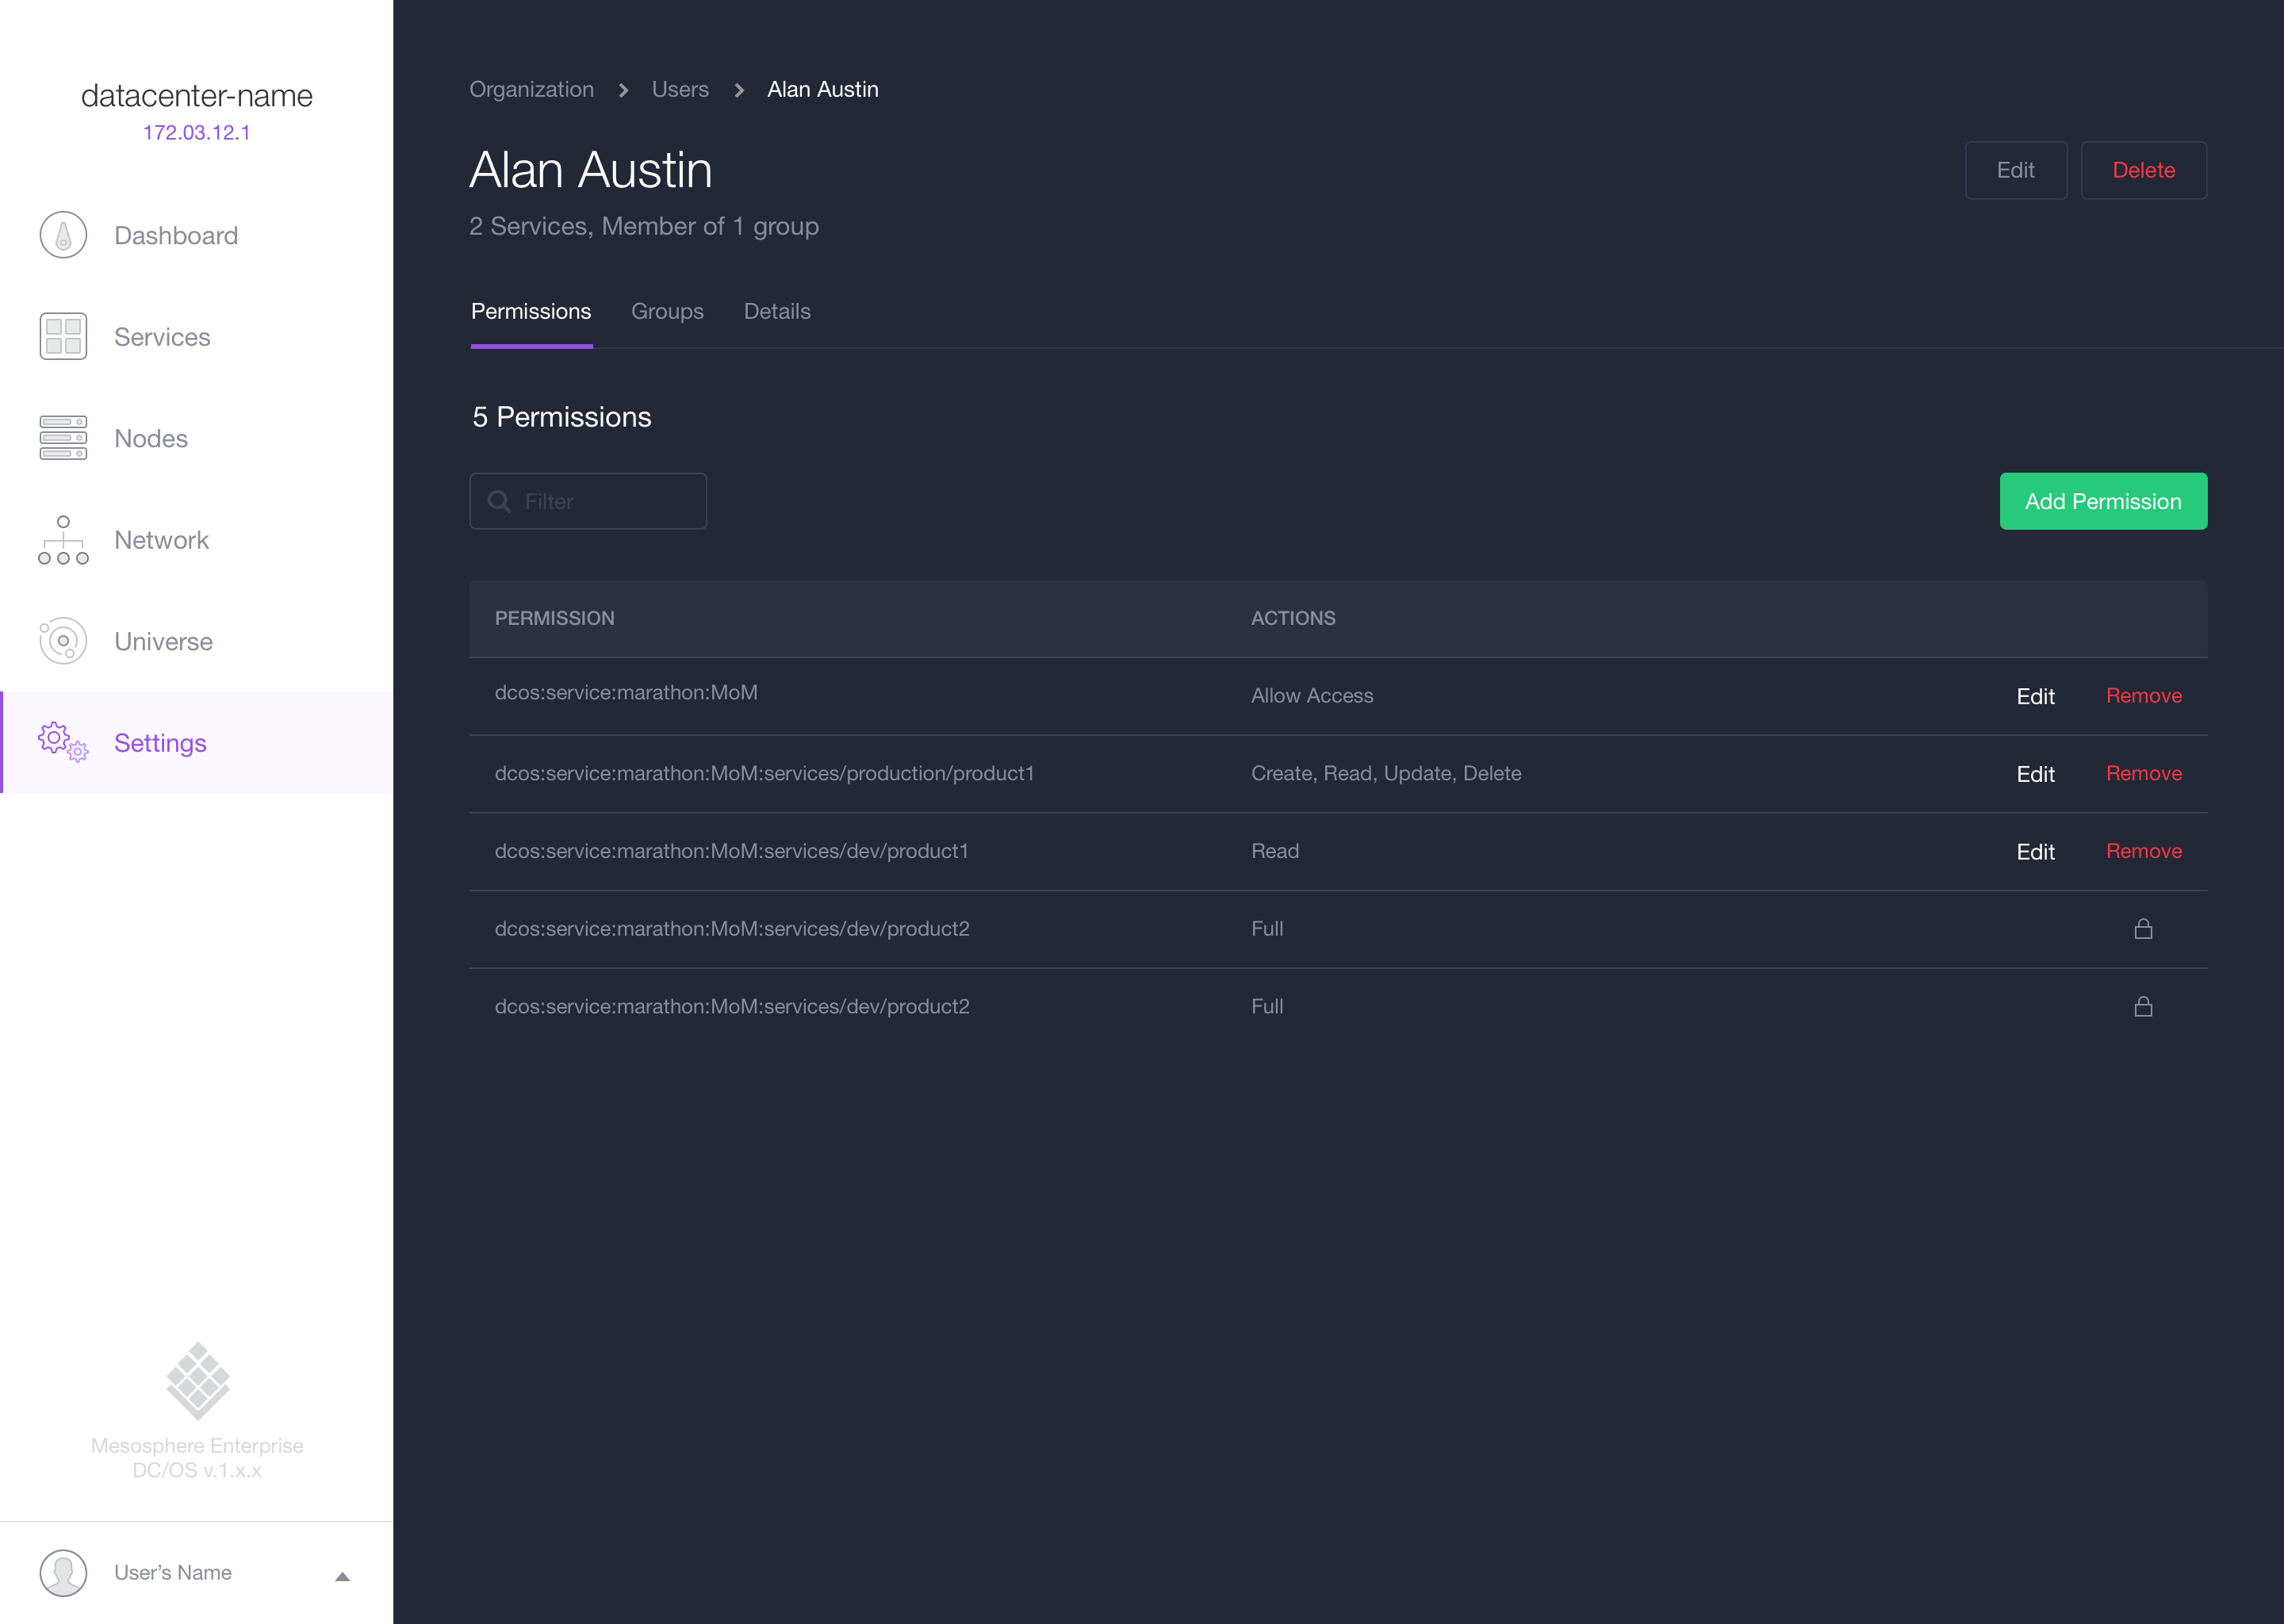 datacenter-name
172.03.12.1
Dashboard
Services
Nodes
Network
Universe
Settings
Mesosphere Enterprise
DC/OS v.1.x.x
User’s Name
Organization Users Alan Austin
Alan Austin
Edit Delete
2 Services, Member of 1 group
Permissions Groups Details
5 Permissions
Filter
Add Permission
PERMISSION ACTIONS
dcos:service:marathon:MoM Allow Access Edit Remove
dcos:service:marathon:MoM:services/production/product1 Create, Read, Update, Delete Edit Remove
dcos:service:marathon:MoM:services/dev/product1 Read Edit Remove
dcos:service:marathon:MoM:services/dev/product2 Full
dcos:service:marathon:MoM:services/dev/product2 Full